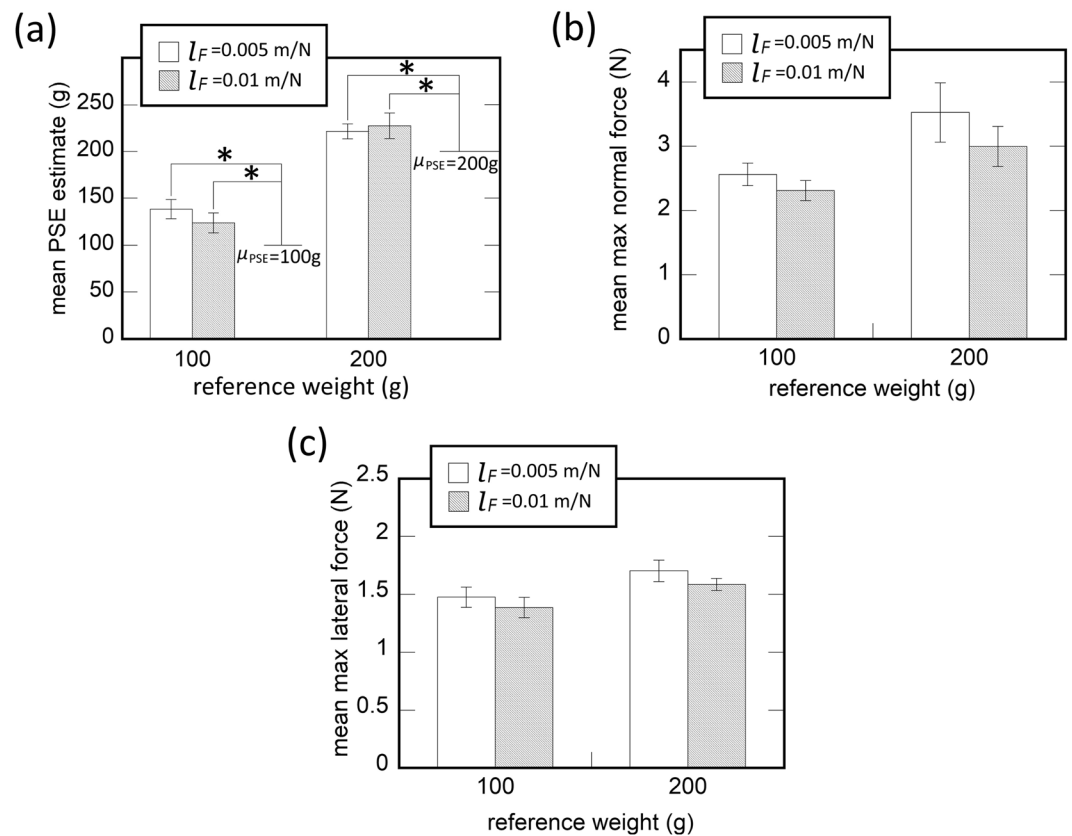 (a)
l_F=0.005 m/N
l_F=0.01 m/N
mean PSE estimate (g)
250
200
150
100
50
0
*
*
*
*
μPSE=200g
μPSE=100g
100
200
reference weight (g)
(b)
l_F=0.005 m/N
l_F=0.01 m/N
mean max normal force (N)
4
3
2
1
0
100
200
reference weight (g)
(c)
l_F=0.005 m/N
l_F=0.01 m/N
mean max lateral force (N)
2.5
2
1.5
1
0.5
0
100
200
reference weight (g)